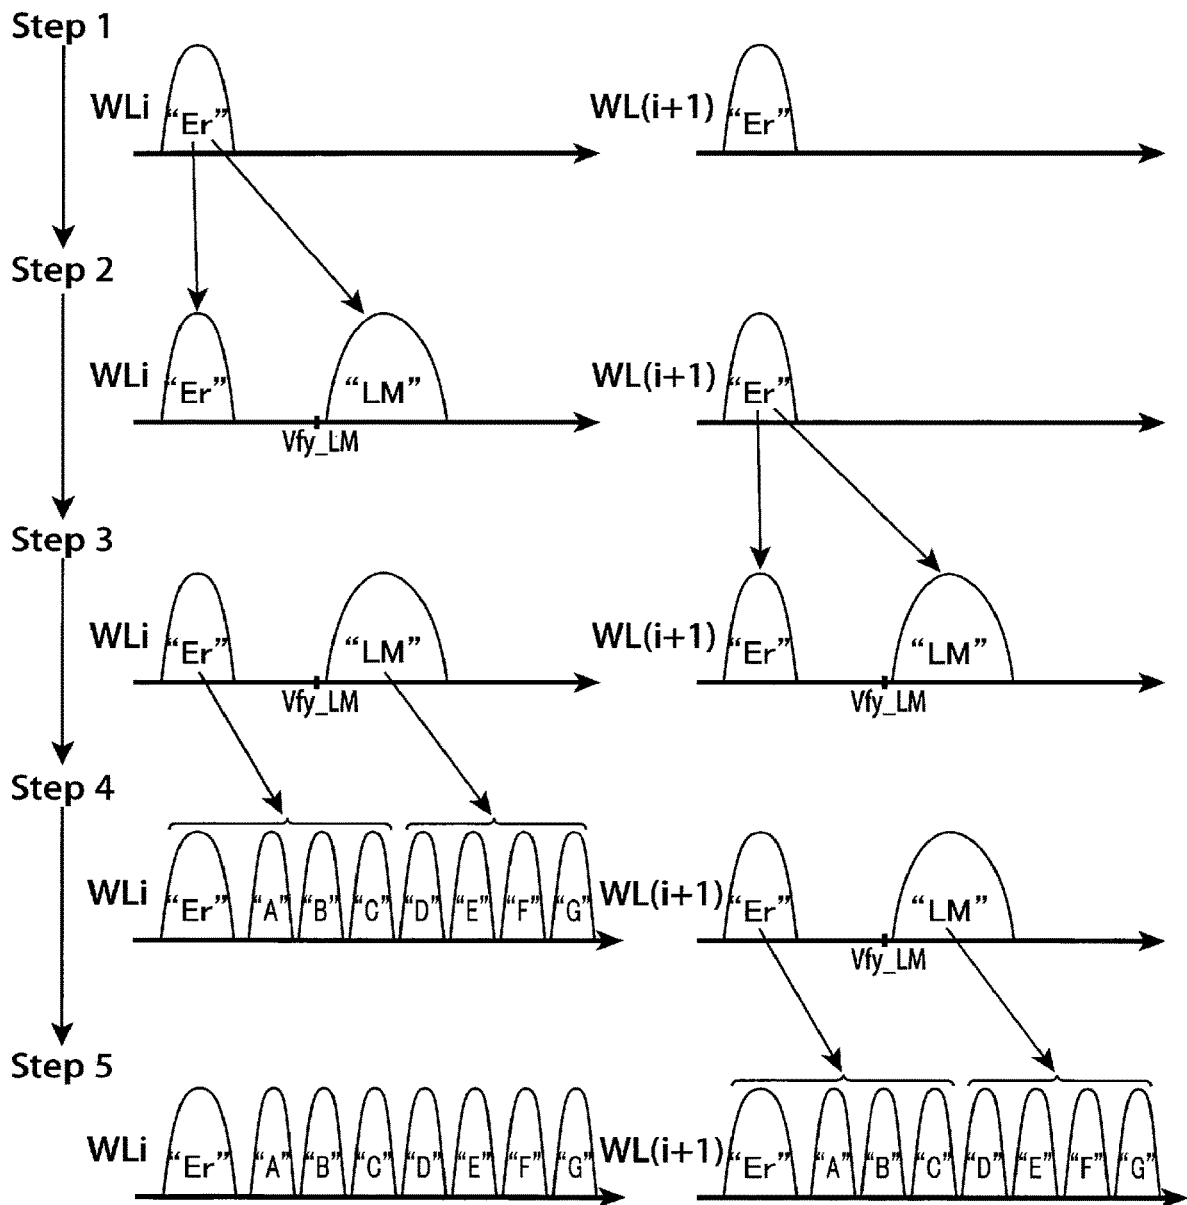 Step 1
WLi "Er"
WL(i+1) "Er"
Step 2
WLi "Er" "LM"
Vfy_LM
WL(i+1) "Er"
Step 3
WLi "Er" "LM"
Vfy_LM
WL(i+1) "Er" "LM"
Vfy_LM
Step 4
WLi "Er" "A" "B" "C" "D" "E" "F" "G"
WL(i+1) "Er" "LM"
Vfy_LM
Step 5
WLi "Er" "A" "B" "C" "D" "E" "F" "G"
WL(i+1) "Er" "A" "B" "C" "D" "E" "F" "G"